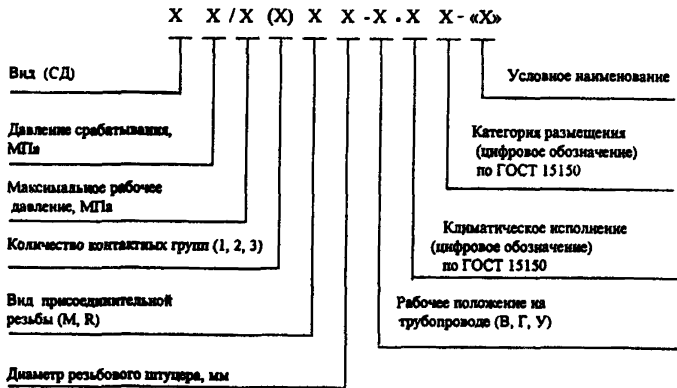 X X / X (X) X X - X . X X - «X»
Вид (СД)
Условное наименование
Давление срабатывания,
МПа
Категория размещения
(цифровое обозначение)
по ГОСТ 15150
Максимальное рабочее
давление, МПа
Количество контактных групп (1, 2, 3)
Климатическое исполнение
(цифровое обозначение)
по ГОСТ 15150
Вид присоединительной
резьбы (М, R)
Рабочее положение на
трубопроводе (В, Г, У)
Диаметр резьбового штуцера, мм